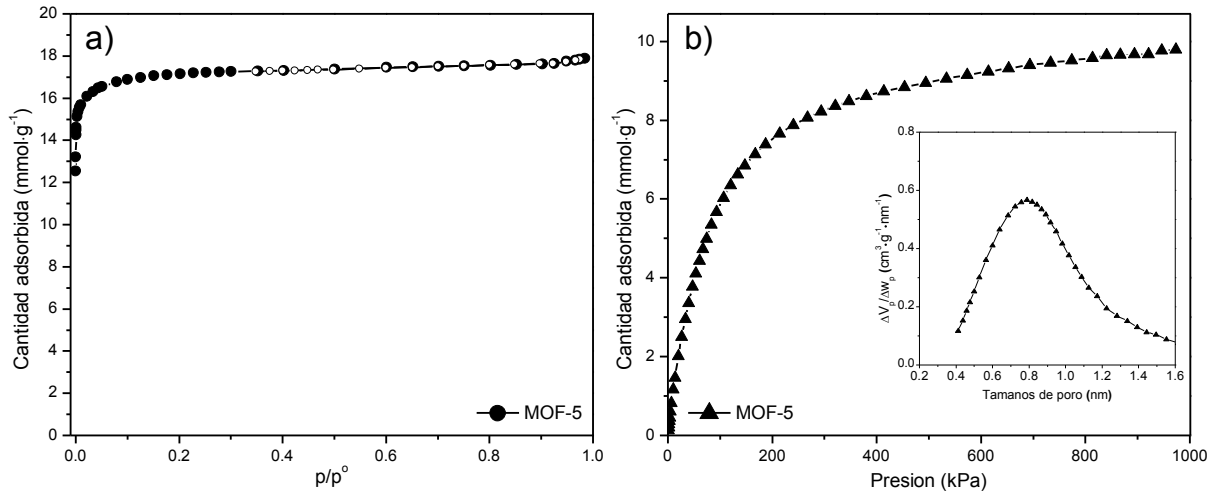 a)
Cantidad adsorbida (mmol·g⁻¹)
20
18
16
14
12
10
8
6
4
2
0
0.0 0.2 0.4 0.6 0.8 1.0
p/p°
MOF-5
b)
Cantidad adsorbida (mmol·g⁻¹)
10
8
6
4
2
0
0 200 400 600 800 1000
Presion (kPa)
MOF-5
ΔVₚ/Δwₚ (cm³·g⁻¹·nm⁻¹)
0.8
0.6
0.4
0.2
0.0
0.2 0.4 0.6 0.8 1.0 1.2 1.4 1.6
Tamanos de poro (nm)